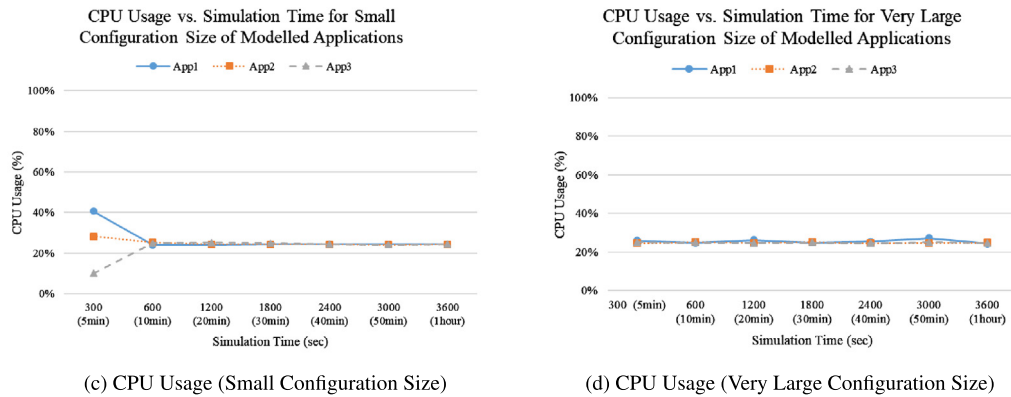 CPU Usage vs. Simulation Time for Small
Configuration Size of Modelled Applications
App1 App2 App3
100%
80%
60%
40%
20%
0%
CPU Usage (%)
300 600 1200 1800 2400 3000 3600
(5min) (10min) (20min) (30min) (40min) (50min) (1hour)
Simulation Time (sec)
(c) CPU Usage (Small Configuration Size)
CPU Usage vs. Simulation Time for Very Large
Configuration Size of Modelled Applications
App1 App2 App3
100%
80%
60%
40%
20%
0%
CPU Usage (%)
300 (5min) 600 1200 1800 2400 3000 3600
(10min) (20min) (30min) (40min) (50min) (1hour)
Simulation Time (sec)
(d) CPU Usage (Very Large Configuration Size)